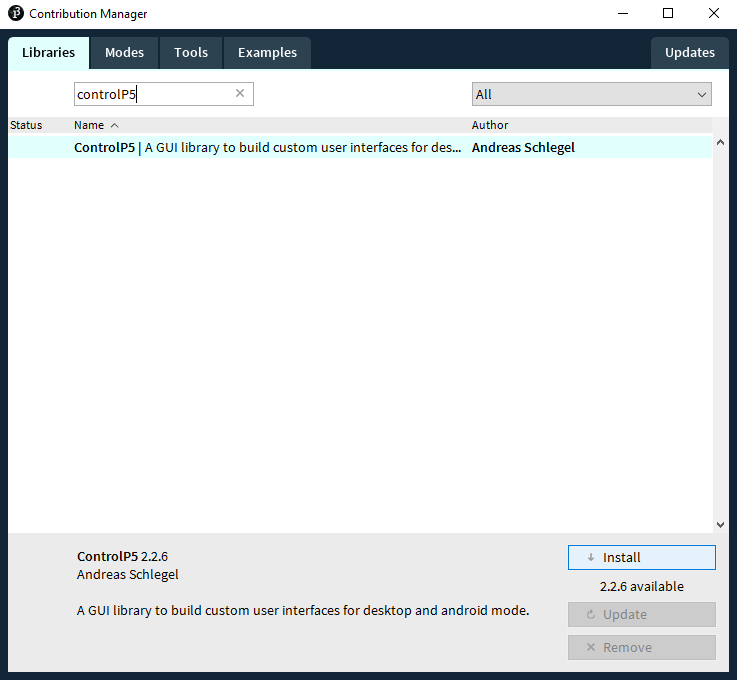 Contribution Manager
Libraries Modes Tools Examples Updates
controlP5 All
Status Name Author
ControlP5 | A GUI library to build custom user interfaces for des... Andreas Schlegel
ControlP5 2.2.6
Andreas Schlegel
A GUI library to build custom user interfaces for desktop and android mode.
Install
2.2.6 available
Update
Remove